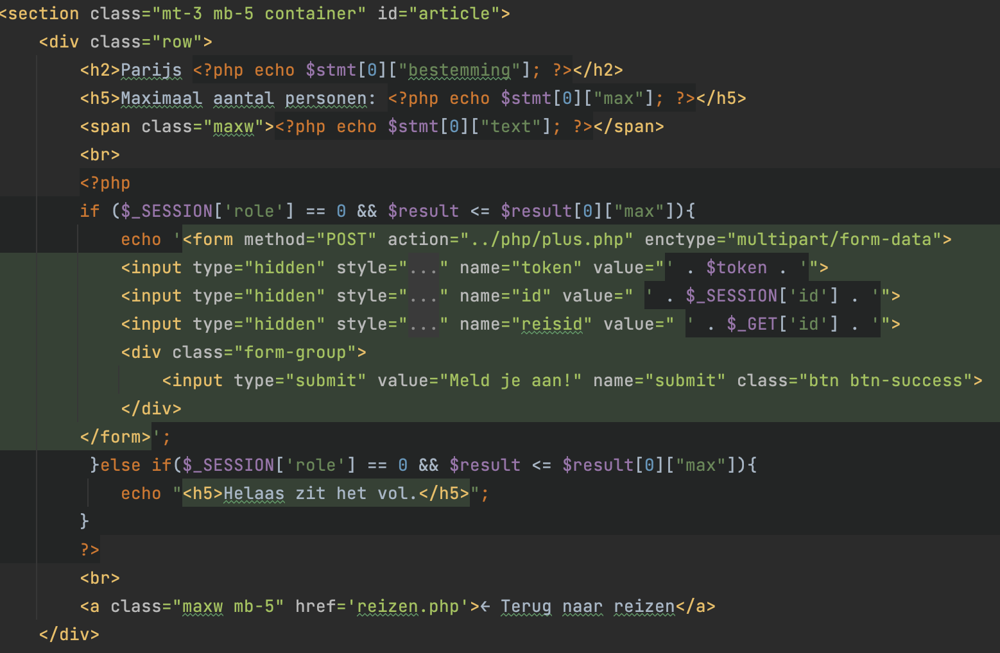 <section class="mt-3 mb-5 container" id="article">
<div class="row">
<h2>Parijs <?php echo $stmt[0]["bestemming"]; ?></h2>
<h5>Maximaal aantal personen: <?php echo $stmt[0]["max"]; ?></h5>
<span class="maxw"><?php echo $stmt[0]["text"]; ?></span>
<br>
<?php
if ($_SESSION['role'] == 0 && $result <= $result[0]["max"]){
echo '<form method="POST" action="../php/plus.php" enctype="multipart/form-data">
<input type="hidden" style="..." name="token" value="' . $token . '">
<input type="hidden" style="..." name="id" value=" ' . $_SESSION['id'] . '">
<input type="hidden" style="..." name="reisid" value=" ' . $_GET['id'] . '">
<div class="form-group">
<input type="submit" value="Meld je aan!" name="submit" class="btn btn-success">
</div>
</form>';
}else if($_SESSION['role'] == 0 && $result <= $result[0]["max"]){
echo "<h5>Helaas zit het vol.</h5>";
}
?>
<br>
<a class="maxw mb-5" href='reizen.php'>← Terug naar reizen</a>
</div>